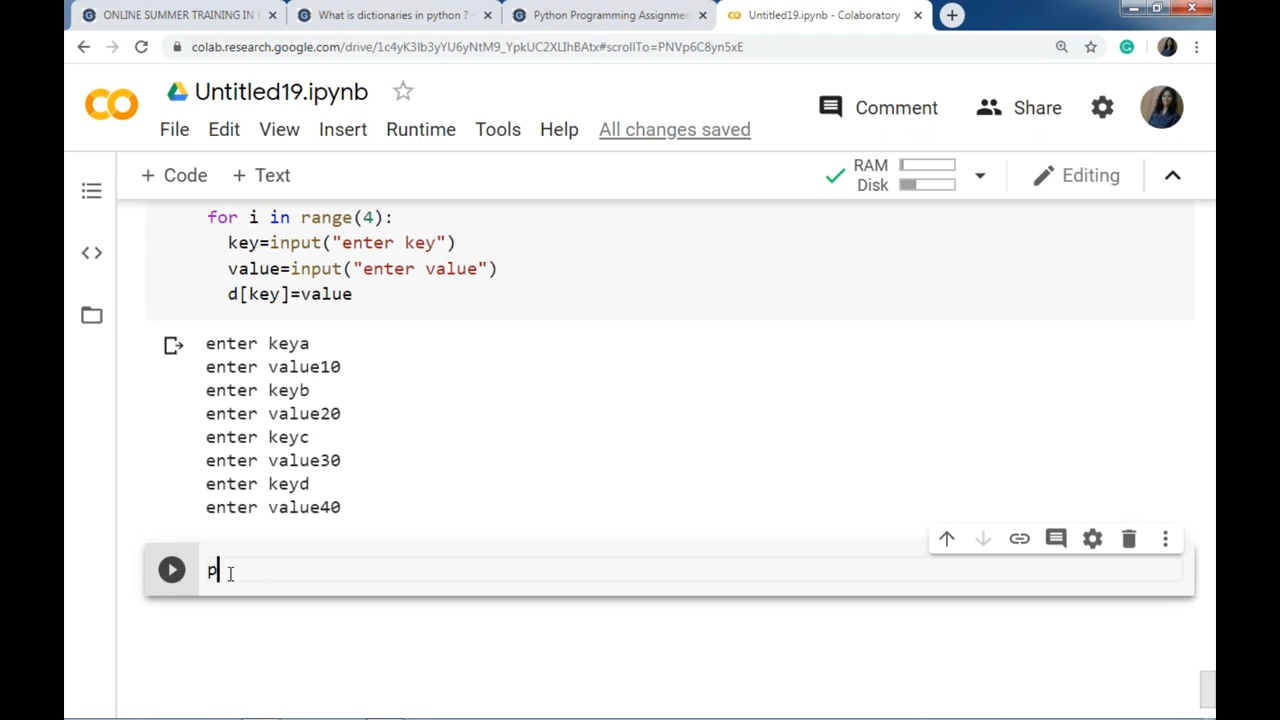 ONLINE SUMMER TRAINING IN
What is dictionaries in python ? –
Python Programming Assignmen
Untitled19.ipynb - Colaboratory
colab.research.google.com/drive/1c4yK3Ib3yYU6yNtM9_YpkUC2XLIhBAtx#scrollTo=PNVp6C8yn5xE
CO
Untitled19.ipynb
Comment
Share
File Edit View Insert Runtime Tools Help All changes saved
+ Code + Text
RAM
Disk
Editing
for i in range(4):
key=input("enter key")
value=input("enter value")
d[key]=value
enter keya
enter value10
enter keyb
enter value20
enter keyc
enter value30
enter keyd
enter value40
p